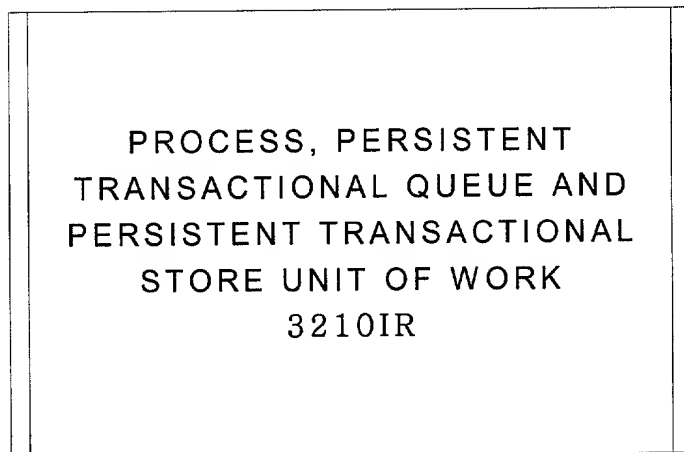 PROCESS, PERSISTENT
TRANSACTIONAL QUEUE AND
PERSISTENT TRANSACTIONAL
STORE UNIT OF WORK
3210IR